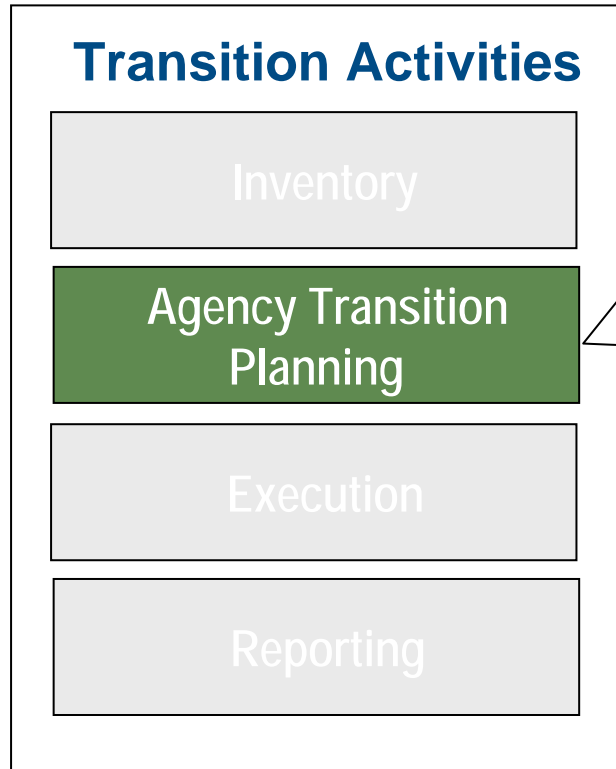 Transition Activities
Inventory
Agency Transition
Planning
Execution
Reporting